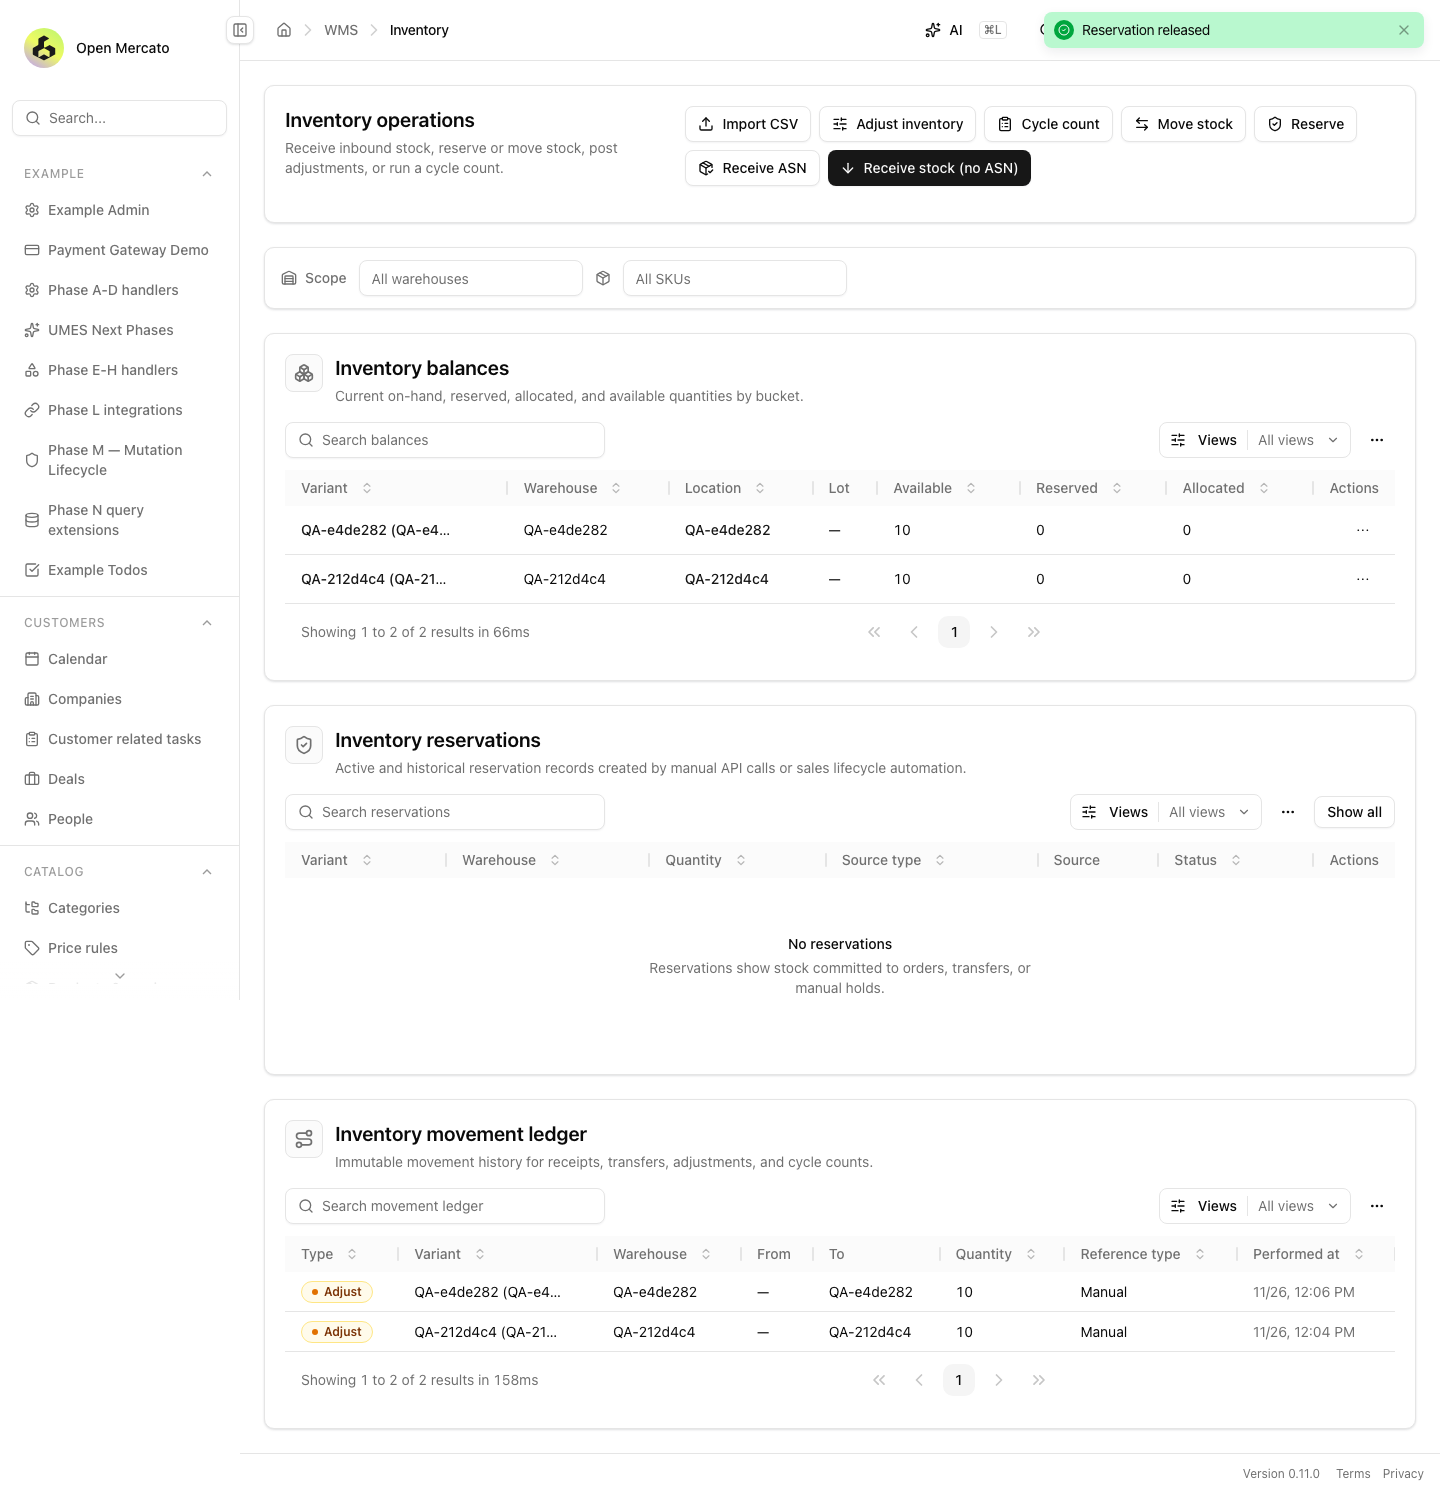 Open Mercato
Search...
EXAMPLE
Example Admin
Payment Gateway Demo
Phase A-D handlers
UMES Next Phases
Phase E-H handlers
Phase L integrations
Phase M — Mutation
Lifecycle
Phase N query
extensions
Example Todos
CUSTOMERS
Calendar
Companies
Customer related tasks
Deals
People
CATALOG
Categories
Price rules
WMS Inventory
AI ⌘L
Reservation released
Inventory operations
Receive inbound stock, reserve or move stock, post
adjustments, or run a cycle count.
Import CSV Adjust inventory Cycle count Move stock Reserve
Receive ASN Receive stock (no ASN)
Scope All warehouses All SKUs
Inventory balances
Current on-hand, reserved, allocated, and available quantities by bucket.
Search balances Views All views
Variant Warehouse Location Lot Available Reserved Allocated Actions
QA-e4de282 (QA-e4... QA-e4de282 QA-e4de282 — 10 0 0
QA-212d4c4 (QA-21... QA-212d4c4 QA-212d4c4 — 10 0 0
Showing 1 to 2 of 2 results in 66ms 1
Inventory reservations
Active and historical reservation records created by manual API calls or sales lifecycle automation.
Search reservations Views All views Show all
Variant Warehouse Quantity Source type Source Status Actions
No reservations
Reservations show stock committed to orders, transfers, or
manual holds.
Inventory movement ledger
Immutable movement history for receipts, transfers, adjustments, and cycle counts.
Search movement ledger Views All views
Type Variant Warehouse From To Quantity Reference type Performed at
Adjust QA-e4de282 (QA-e4... QA-e4de282 — QA-e4de282 10 Manual 11/26, 12:06 PM
Adjust QA-212d4c4 (QA-21... QA-212d4c4 — QA-212d4c4 10 Manual 11/26, 12:04 PM
Showing 1 to 2 of 2 results in 158ms 1
Version 0.11.0 Terms Privacy